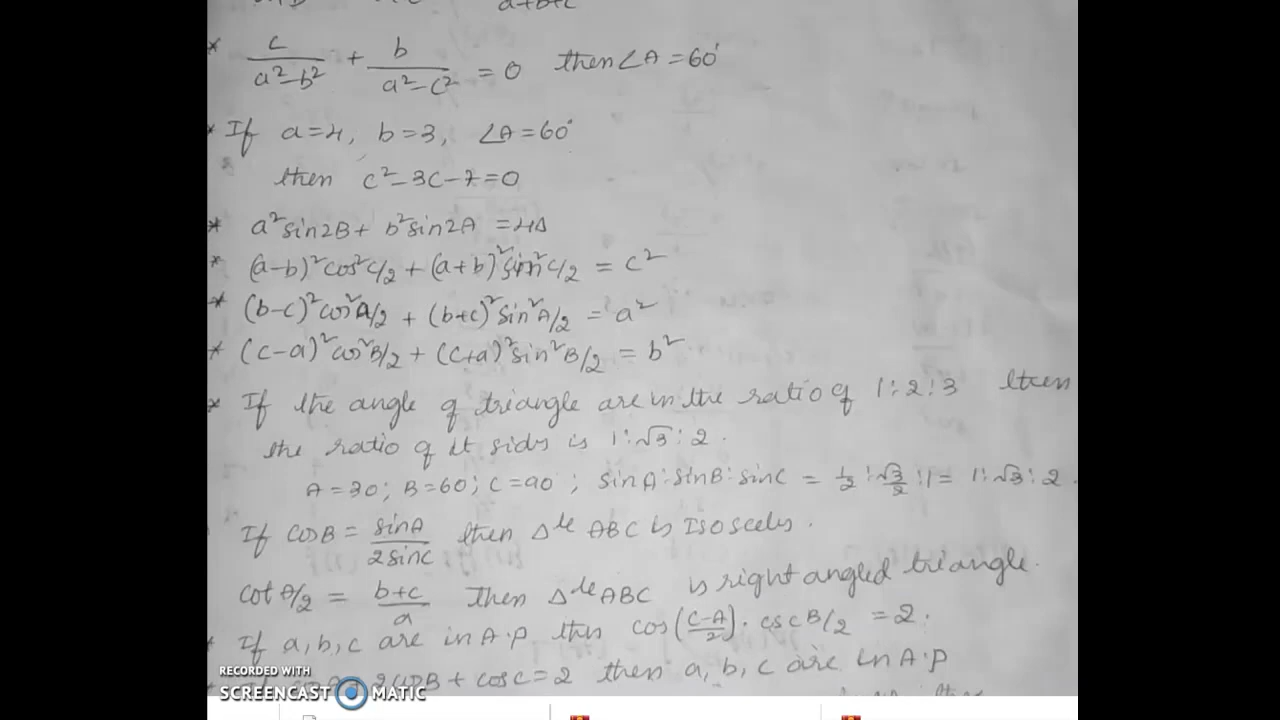 a+b+c
* c/(a²-b²) + b/(a²-c²) = 0 then ∠A = 60°
* If a=4, b=3, ∠A=60°
then c²-3c-7=0
* a² sin2B + b² sin2A = 4Δ
* (a-b)² cos² C/2 + (a+b)² sin² C/2 = c²
* (b-c)² cos² A/2 + (b+c)² sin² A/2 = a²
* (c-a)² cos² B/2 + (c+a)² sin² B/2 = b²
* If the angle of triangle are in the ratio of 1:2:3 then
the ratio of it sides is 1:√3:2.
A=30; B=60; C=90; sinA:sinB:sinC = 1/2:√3/2:1 = 1:√3:2.
If cosB = sinA/2sinC then Δle ABC is Isosceles.
cot A/2 = (b+c)/a then Δle ABC is right angled triangle.
* If a, b, c are in A.P then cos((C-A)/2). csc B/2 = 2.
* If cosA + 2cosB + cosC = 2 then a, b, c are in A.P
RECORDED WITH
SCREENCAST MATIC